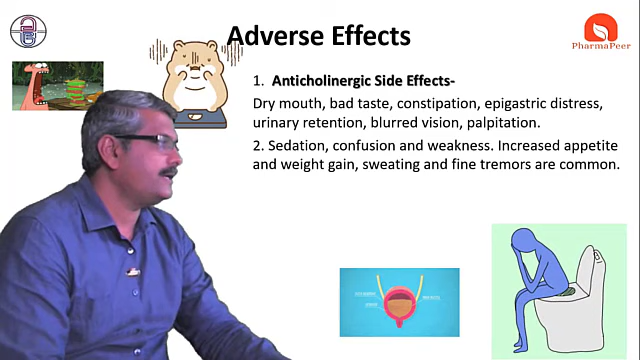 Adverse Effects
PharmaPeer
1. Anticholinergic Side Effects-
Dry mouth, bad taste, constipation, epigastric distress,
urinary retention, blurred vision, palpitation.
2. Sedation, confusion and weakness. Increased appetite
and weight gain, sweating and fine tremors are common.